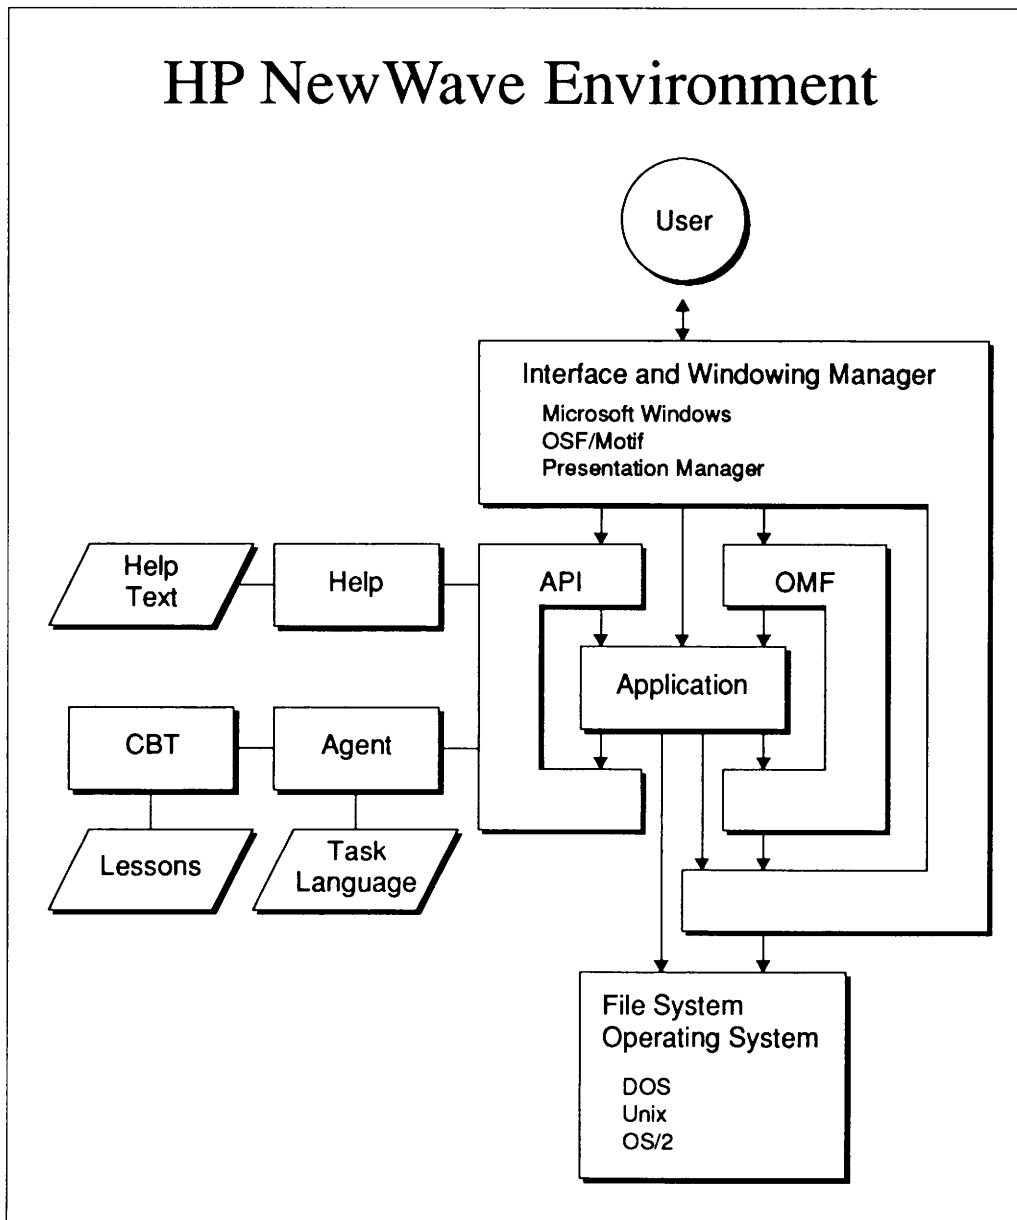 HP NewWave Environment
User
Interface and Windowing Manager
Microsoft Windows
OSF/Motif
Presentation Manager
Help
Text
Help
API
OMF
Application
CBT
Agent
Lessons
Task
Language
File System
Operating System
DOS
Unix
OS/2